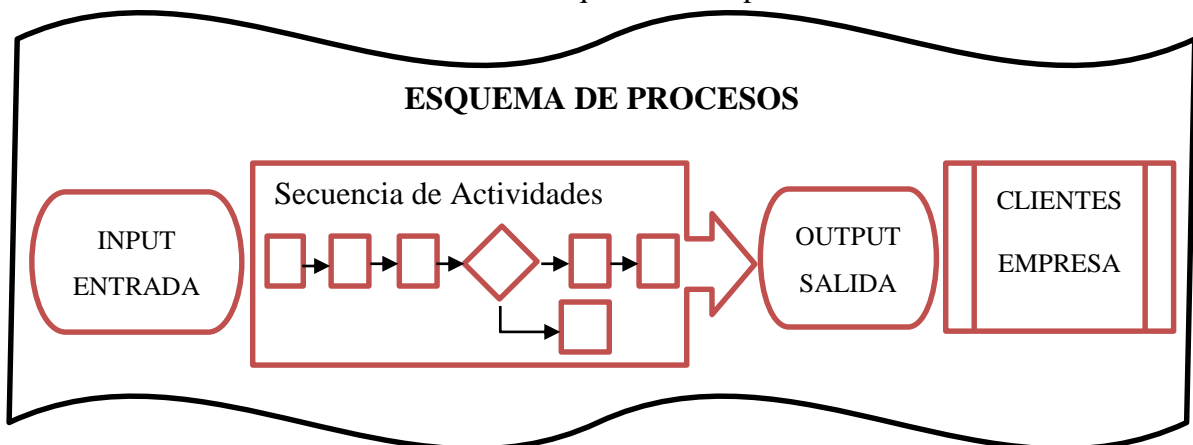 ESQUEMA DE PROCESOS
Secuencia de Actividades
INPUT
ENTRADA
OUTPUT
SALIDA
CLIENTES
EMPRESA